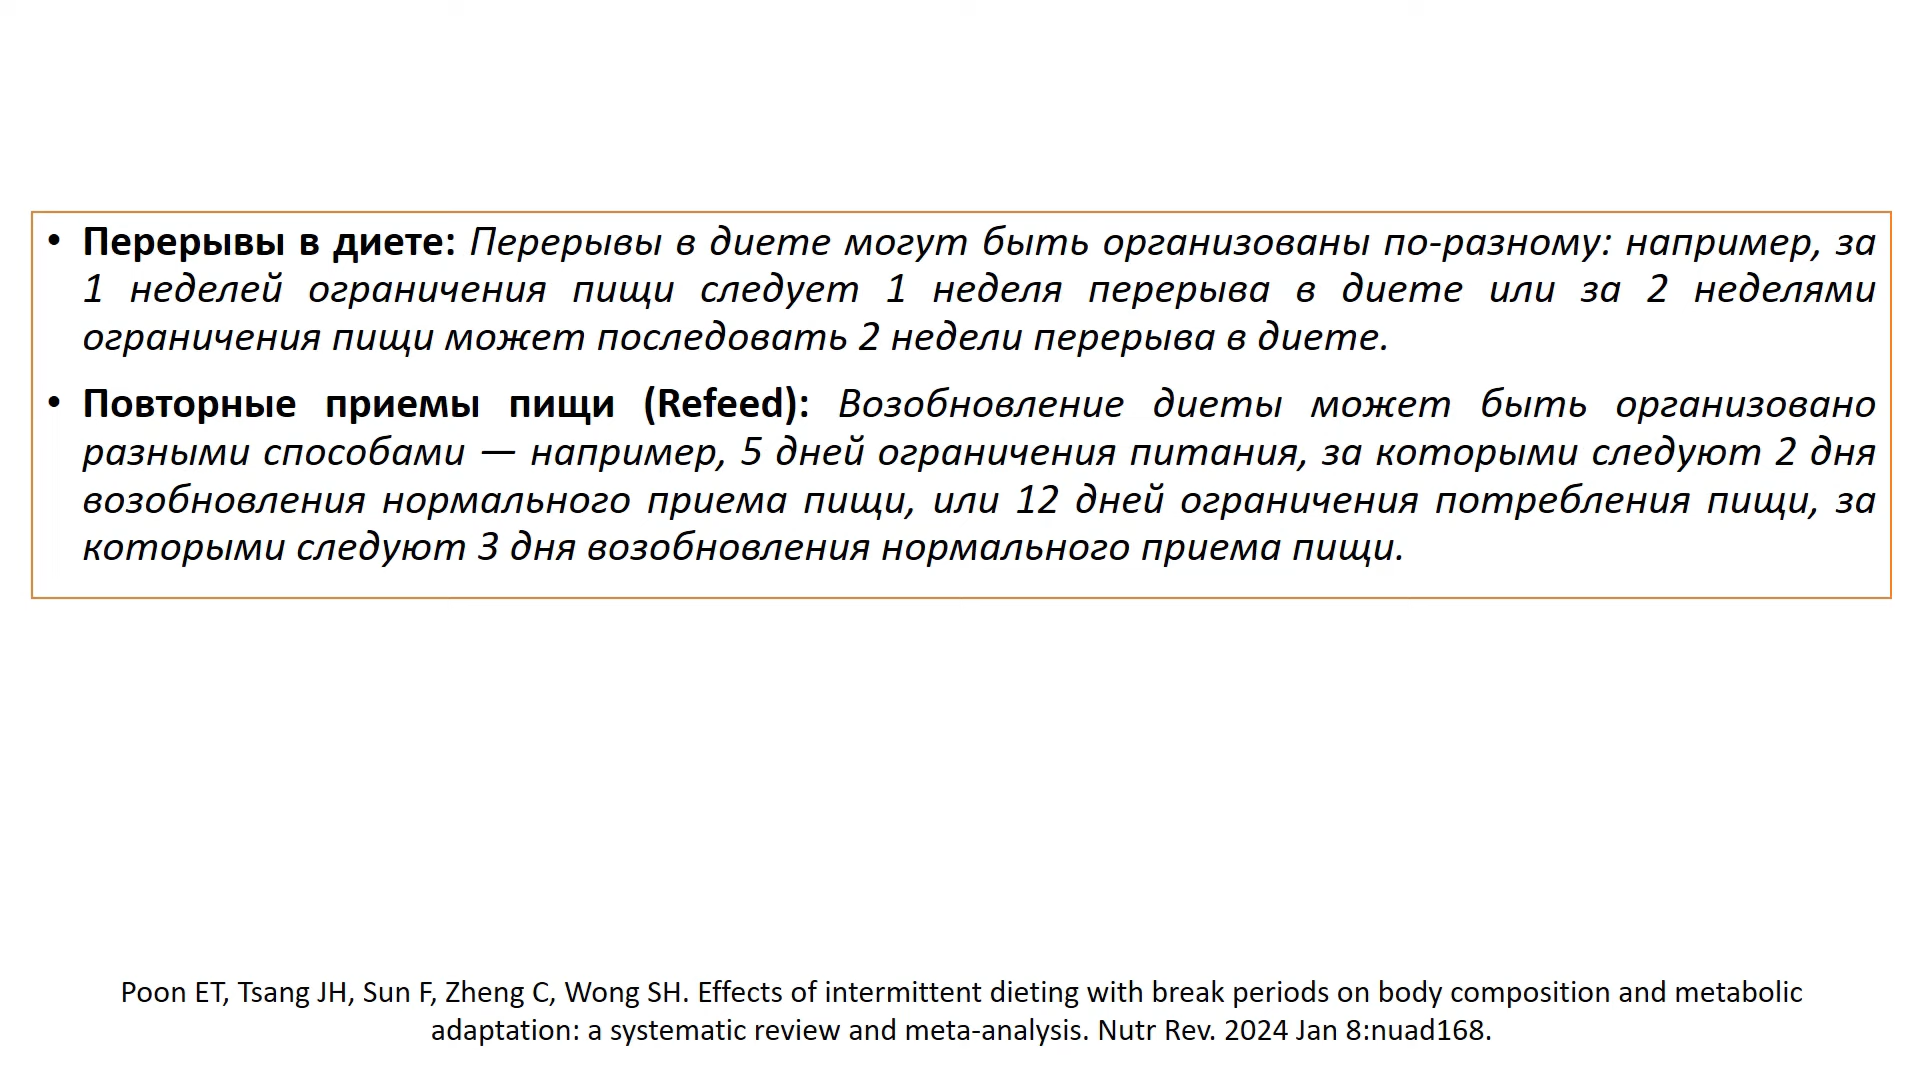 • Перерывы в диете: Перерывы в диете могут быть организованы по-разному: например, за
1 неделей ограничения пищи следует 1 неделя перерыва в диете или за 2 неделями
ограничения пищи может последовать 2 недели перерыва в диете.
• Повторные приемы пищи (Refeed): Возобновление диеты может быть организовано
разными способами — например, 5 дней ограничения питания, за которыми следуют 2 дня
возобновления нормального приема пищи, или 12 дней ограничения потребления пищи, за
которыми следуют 3 дня возобновления нормального приема пищи.
Poon ET, Tsang JH, Sun F, Zheng C, Wong SH. Effects of intermittent dieting with break periods on body composition and metabolic
adaptation: a systematic review and meta-analysis. Nutr Rev. 2024 Jan 8:nuad168.